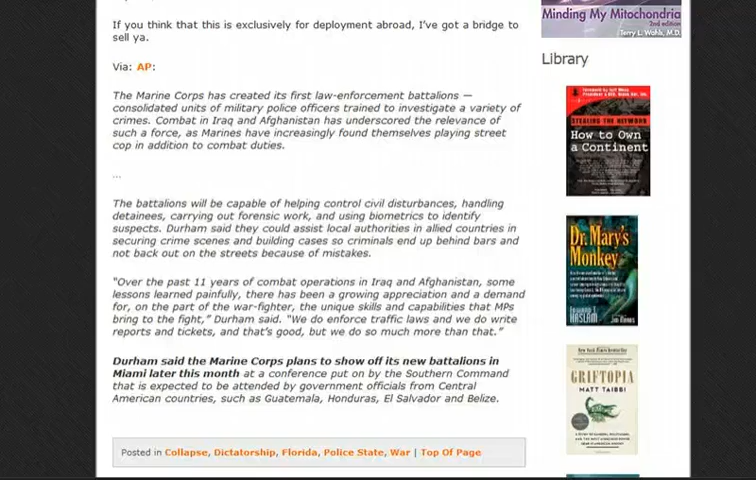 If you think that this is exclusively for deployment abroad, I've got a bridge to
sell ya.
Via: AP:
The Marine Corps has created its first law-enforcement battalions —
consolidated units of military police officers trained to investigate a variety of
crimes. Combat in Iraq and Afghanistan has underscored the relevance of
such a force, as Marines have increasingly found themselves playing street
cop in addition to combat duties.
...
The battalions will be capable of helping control civil disturbances, handling
detainees, carrying out forensic work, and using biometrics to identify
suspects. Durham said they could assist local authorities in allied countries in
securing crime scenes and building cases so criminals end up behind bars and
not back out on the streets because of mistakes.
"Over the past 11 years of combat operations in Iraq and Afghanistan, some
lessons learned painfully, there has been a growing appreciation and a demand
for, on the part of the war-fighter, the unique skills and capabilities that MPs
bring to the fight," Durham said. "We do enforce traffic laws and we do write
reports and tickets, and that's good, but we do so much more than that."
Durham said the Marine Corps plans to show off its new battalions in
Miami later this month at a conference put on by the Southern Command
that is expected to be attended by government officials from Central
American countries, such as Guatemala, Honduras, El Salvador and Belize.
Posted in Collapse, Dictatorship, Florida, Police State, War | Top Of Page
Minding My Mitochondria
2nd edition
Terry L. Wahls, M.D.
Library
STEALING THE NETWORK
How to Own
a Continent
Dr. Mary's
Monkey
EDWARD T.
HASLAM
GRIFTOPIA
MATT TAIBBI